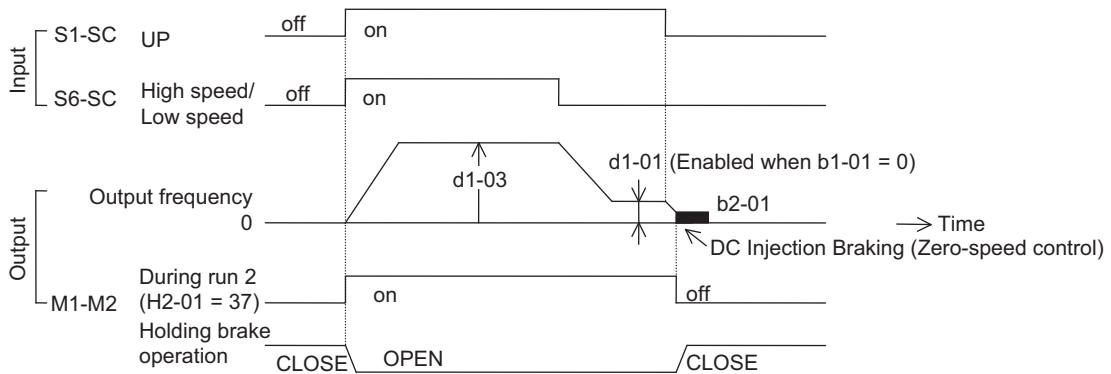 Input
S1-SC UP
off
on
S6-SC
High speed/
Low speed
off
on
d1-01 (Enabled when b1-01 = 0)
d1-03
Output
Output frequency
0
b2-01
Time
DC Injection Braking (Zero-speed control)
M1-M2
During run 2
(H2-01 = 37)
on
off
Holding brake
operation
CLOSE
OPEN
CLOSE